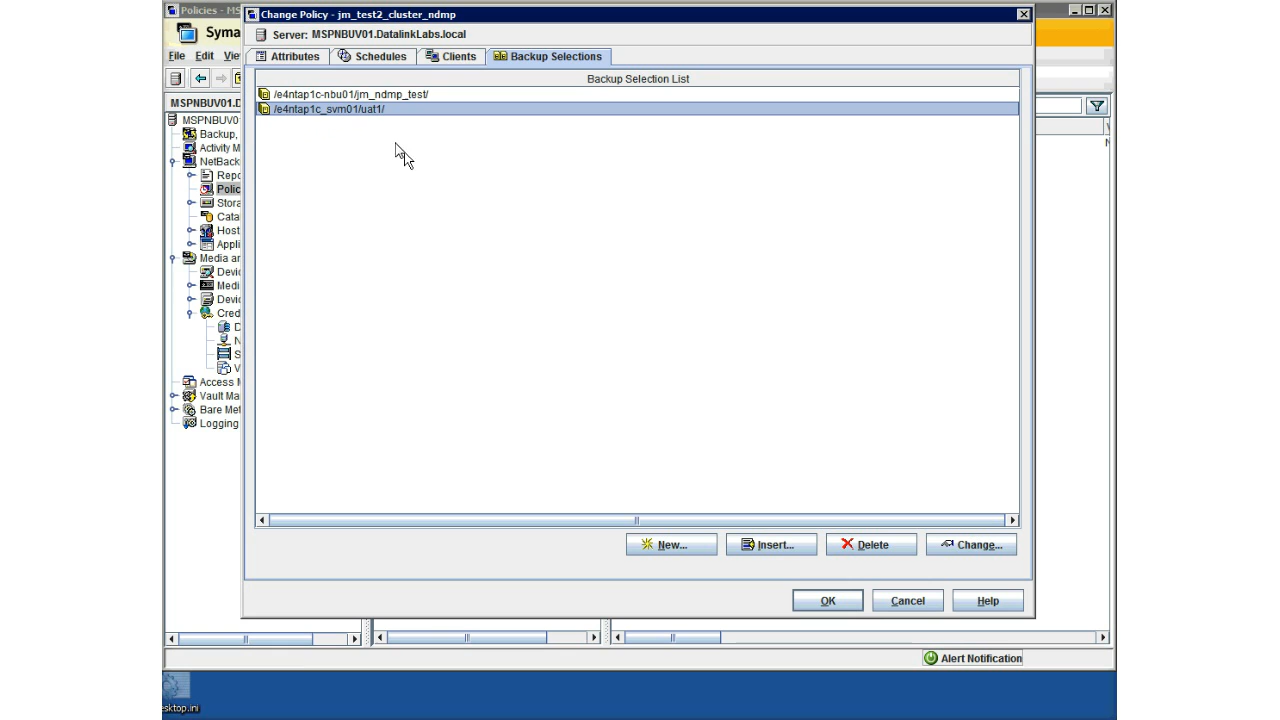 Policies - MS
Change Policy - jm_test2_cluster_ndmp
Syma
Server: MSPNBUV01.DatalinkLabs.local
File Edit Vie
Attributes Schedules Clients Backup Selections
Backup Selection List
/e4ntap1c-nbu01/jm_ndmp_test/
/e4ntap1c_svm01/uat1/
MSPNBUV01.D
MSPNBUV0
Backup,
Activity M
NetBack
Repo
Polic
Stora
Cata
Host
Appli
Media an
Devic
Medi
Devic
Cred
D
N
S
V
Access M
Vault Ma
Bare Met
Logging
New... Insert... Delete Change...
OK Cancel Help
Alert Notification
esktop.ini